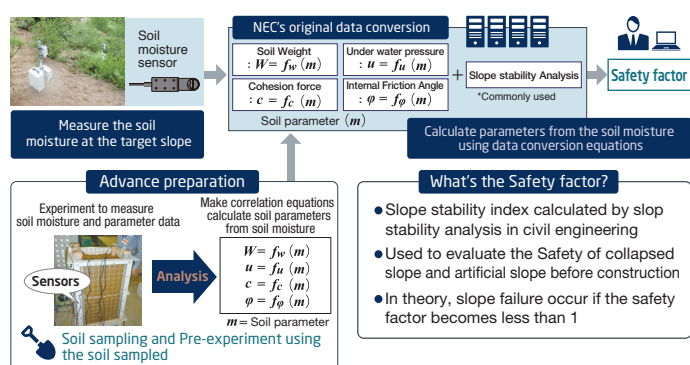 Soil
moisture
sensor
Measure the soil
moisture at the target slope
NEC's original data conversion
Soil Weight
: W= fw (m)
Under water pressure
: u = fu (m)
Cohesion force
: c = fc (m)
Internal Friction Angle
: φ = fφ (m)
Soil parameter (m)
+
Slope stability Analysis
*Commonly used
Safety factor
Calculate parameters from the soil moisture
using data conversion equations
Advance preparation
Experiment to measure
soil moisture and parameter data
Sensors
Analysis
Make correlation equations
calculate soil parameters
from soil moisture
W= fw (m)
u = fu (m)
c = fc (m)
φ = fφ (m)
m= Soil parameter
Soil sampling and Pre-experiment using
the soil sampled
What's the Safety factor?
• Slope stability index calculated by slop
stability analysis in civil engineering
• Used to evaluate the Safety of collapsed
slope and artificial slope before construction
• In theory, slope failure occur if the safety
factor becomes less than 1